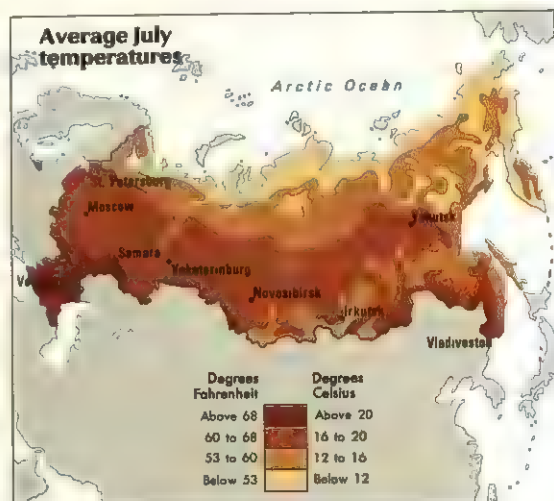 Average July
temperatures
Arctic Ocean
St. Petersburg
Moscow
Samara
Yekaterinburg
Novosibirsk
Irkutsk
Yakutsk
Vladivostok
Degrees
Fahrenheit
Degrees
Celsius
Above 68
Above 20
60 to 68
16 to 20
53 to 60
12 to 16
Below 53
Below 12